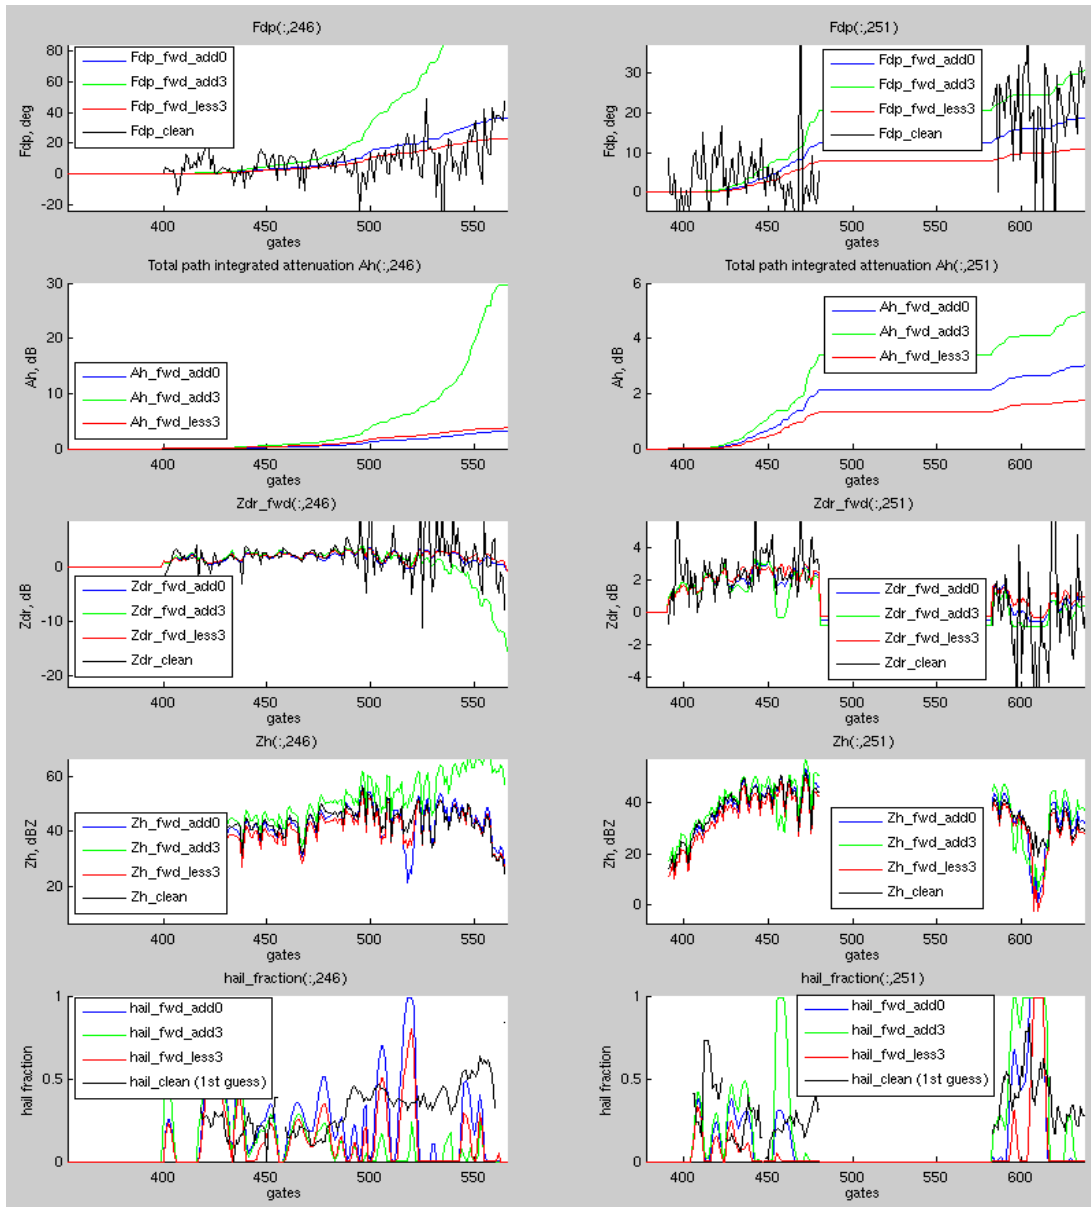 Fdp(:,246)
80
60
40
20
0
-20
Fdp, deg
Fdp_fwd_add0
Fdp_fwd_add3
Fdp_fwd_less3
Fdp_clean
400 450 500 550
gates
Fdp(:,251)
30
20
10
0
Fdp, deg
Fdp_fwd_add0
Fdp_fwd_add3
Fdp_fwd_less3
Fdp_clean
400 450 500 550 600
gates
Total path integrated attenuation Ah(:,246)
30
20
10
0
Ah, dB
Ah_fwd_add0
Ah_fwd_add3
Ah_fwd_less3
400 450 500 550
gates
Total path integrated attenuation Ah(:,251)
6
4
2
0
Ah, dB
Ah_fwd_add0
Ah_fwd_add3
Ah_fwd_less3
400 450 500 550 600
gates
Zdr_fwd(:,246)
0
-10
-20
Zdr, dB
Zdr_fwd_add0
Zdr_fwd_add3
Zdr_fwd_less3
Zdr_clean
400 450 500 550
gates
Zdr_fwd(:,251)
4
2
0
-2
-4
Zdr, dB
Zdr_fwd_add0
Zdr_fwd_add3
Zdr_fwd_less3
Zdr_clean
400 450 500 550 600
gates
Zh(:,246)
60
40
20
Zh, dBZ
Zh_fwd_add0
Zh_fwd_add3
Zh_fwd_less3
Zh_clean
400 450 500 550
gates
Zh(:,251)
40
20
0
Zh, dBZ
Zh_fwd_add0
Zh_fwd_add3
Zh_fwd_less3
Zh_clean
400 450 500 550 600
gates
hail_fraction(:,246)
1
0.5
0
hail fraction
hail_fwd_add0
hail_fwd_add3
hail_fwd_less3
hail_clean (1st guess)
400 450 500 550
gates
hail_fraction(:,251)
1
0.5
0
hail fraction
hail_fwd_add0
hail_fwd_add3
hail_fwd_less3
hail_clean (1st guess)
400 450 500 550 600
gates